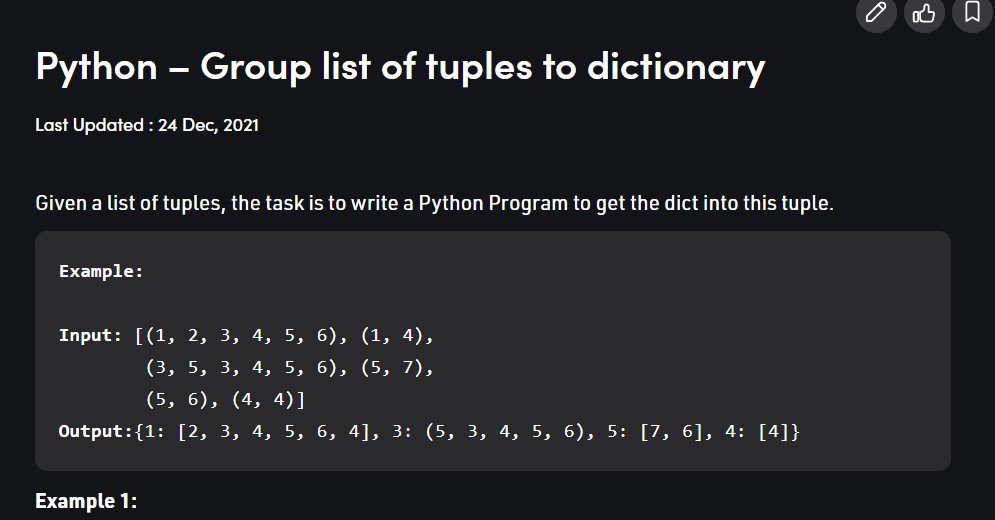 Python – Group list of tuples to dictionary
Last Updated : 24 Dec, 2021
Given a list of tuples, the task is to write a Python Program to get the dict into this tuple.
Example:
Input: [(1, 2, 3, 4, 5, 6), (1, 4),
(3, 5, 3, 4, 5, 6), (5, 7),
(5, 6), (4, 4)]
Output:{1: [2, 3, 4, 5, 6, 4], 3: (5, 3, 4, 5, 6), 5: [7, 6], 4: [4]}
Example 1: